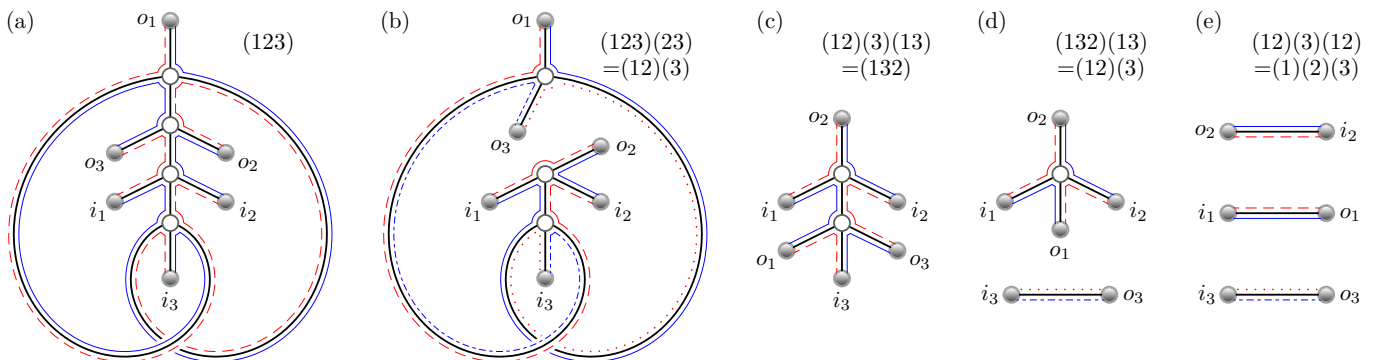 (a)
o₁
(123)
o₃
o₂
i₁
i₂
i₃
(b)
o₁
(123)(23)
=(12)(3)
o₃
o₂
i₁
i₂
i₃
(c)
(12)(3)(13)
=(132)
o₂
i₁
i₂
o₁
o₃
i₃
(d)
(132)(13)
=(12)(3)
o₂
i₁
i₂
o₁
i₃
o₃
(e)
(12)(3)(12)
=(1)(2)(3)
o₂
i₂
i₁
o₁
i₃
o₃